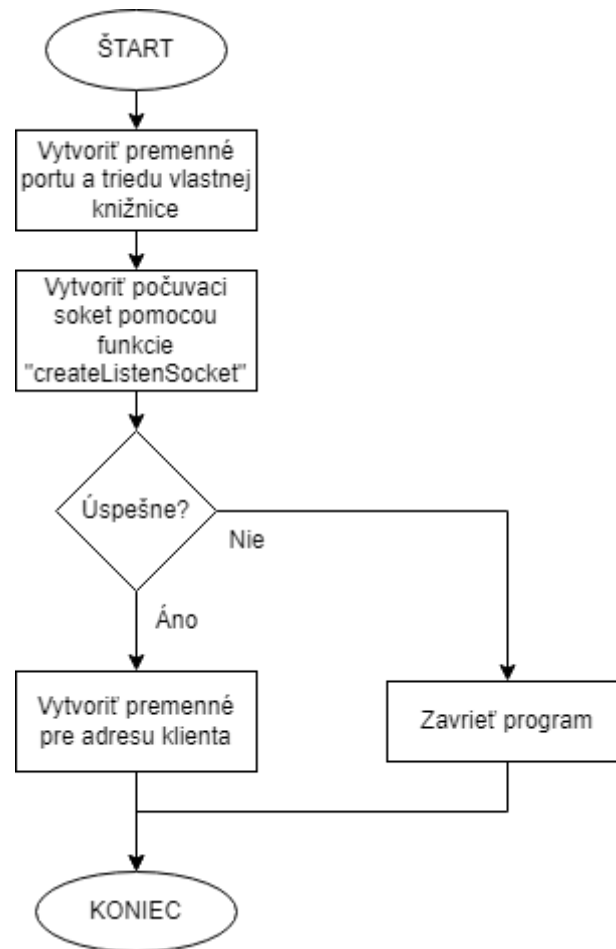 ŠTART
Vytvoriť premenné
portu a triedu vlastnej
knižnice
Vytvoriť počuvaci
soket pomocou
funkcie
"createListenSocket"
Úspešne?
Nie
Áno
Vytvoriť premenné
pre adresu klienta
Zavrieť program
KONIEC